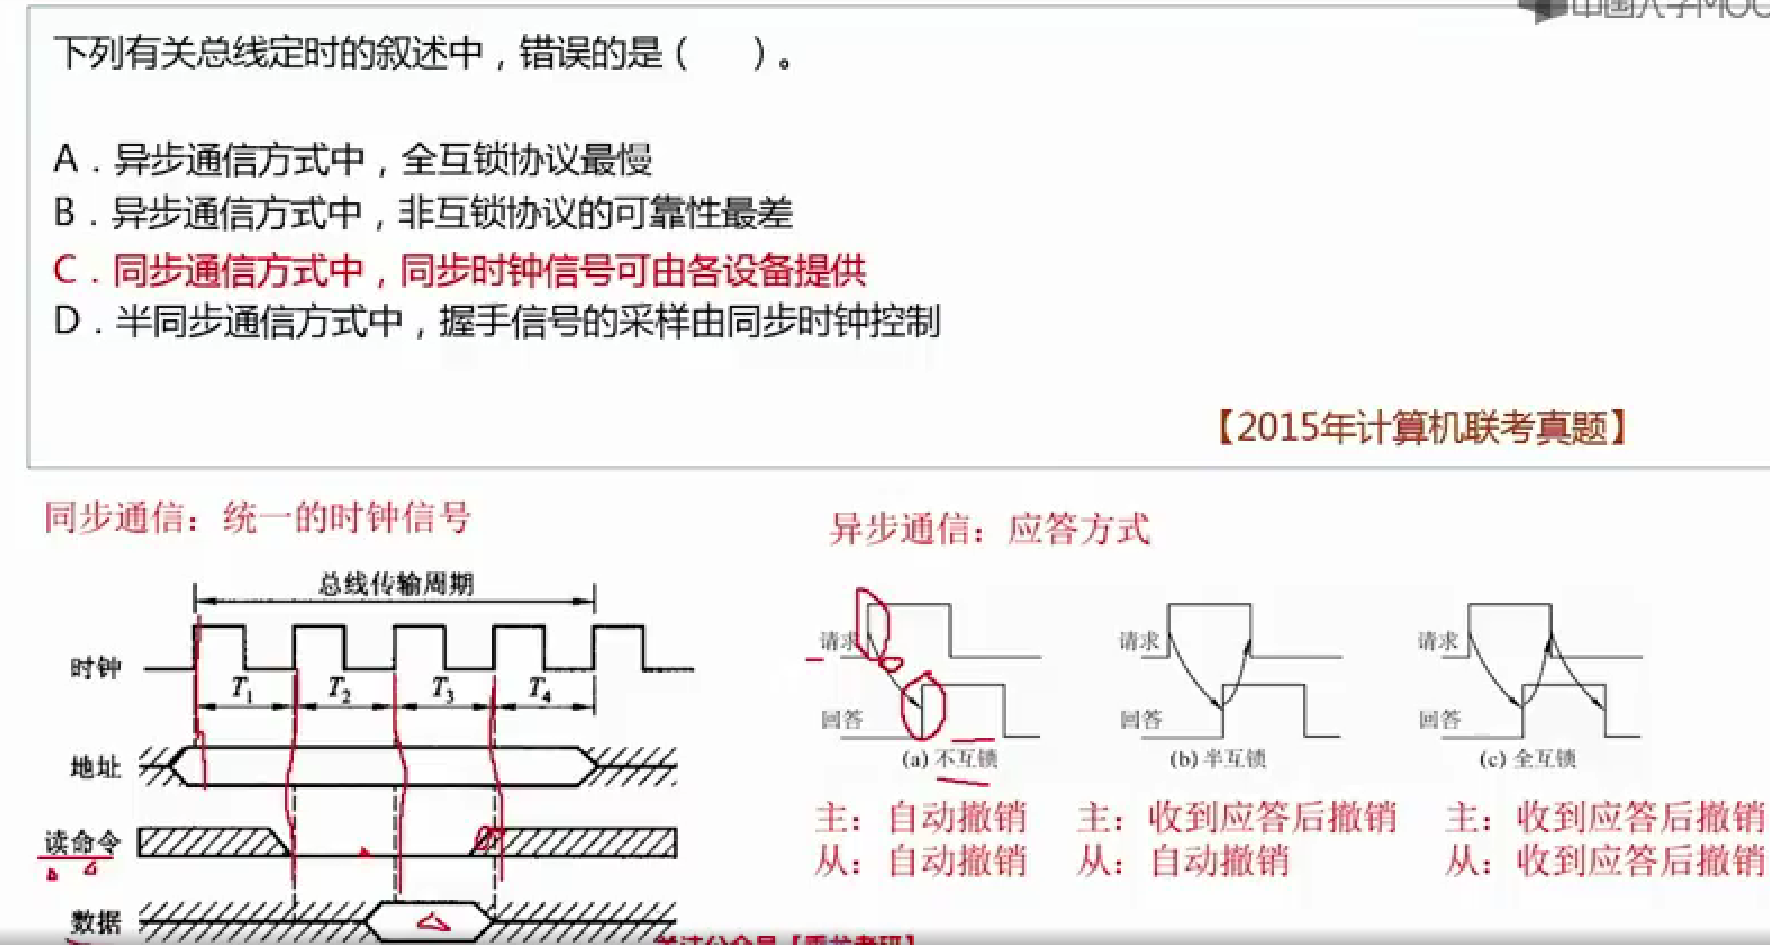 中国大学MOOC
下列有关总线定时的叙述中，错误的是（　　）。
A．异步通信方式中，全互锁协议最慢
B．异步通信方式中，非互锁协议的可靠性最差
C．同步通信方式中，同步时钟信号可由各设备提供
D．半同步通信方式中，握手信号的采样由同步时钟控制
【2015年计算机联考真题】
同步通信：统一的时钟信号
总线传输周期
时钟
T1 T2 T3 T4
地址
读命令
数据
异步通信：应答方式
请求
回答
(a) 不互锁
主：自动撤销
从：自动撤销
请求
回答
(b) 半互锁
主：收到应答后撤销
从：自动撤销
请求
回答
(c) 全互锁
主：收到应答后撤销
从：收到应答后撤销